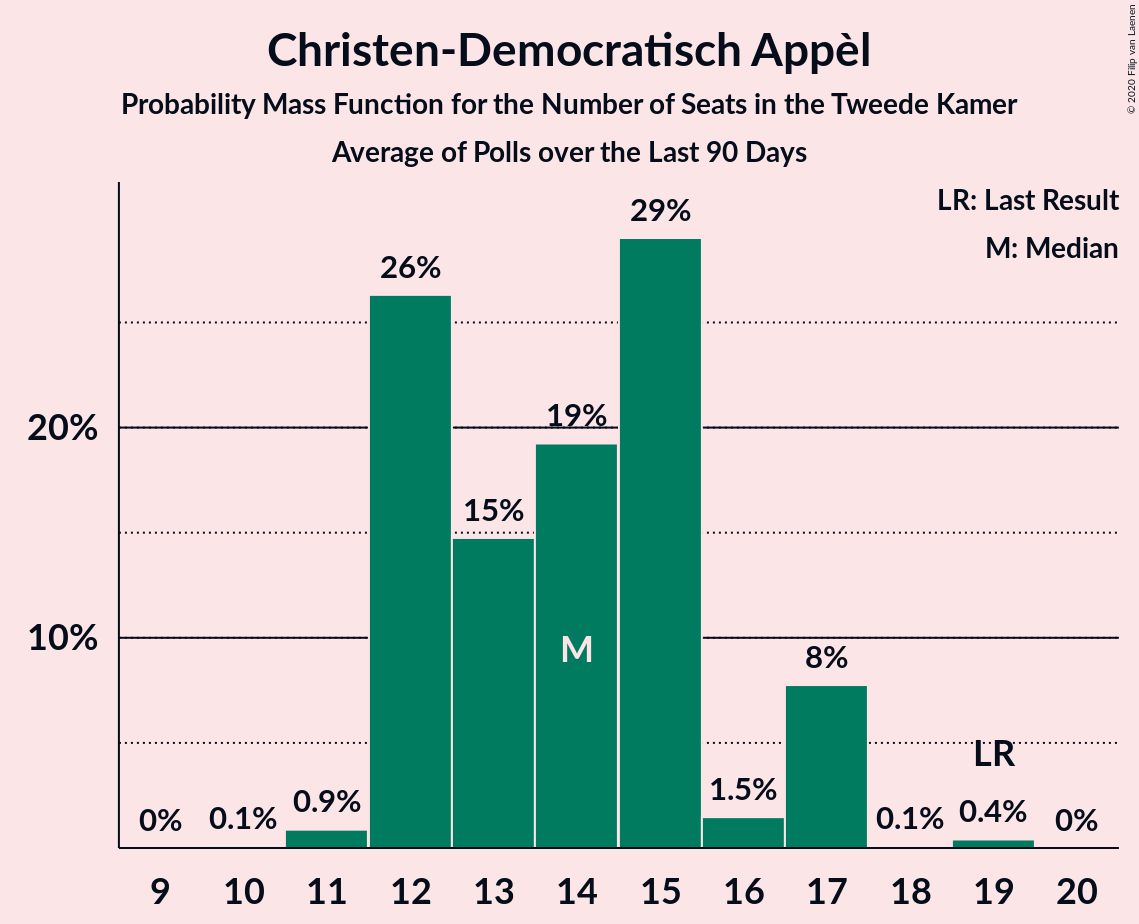 © 2020 Filip van Laenen
Christen-Democratisch Appèl
Probability Mass Function for the Number of Seats in the Tweede Kamer
Average of Polls over the Last 90 Days
LR: Last Result
M: Median
29%
26%
20%
19%
15%
10%
M
8%
LR
0% 0.1% 0.9% 1.5% 0.1% 0.4% 0%
9 10 11 12 13 14 15 16 17 18 19 20